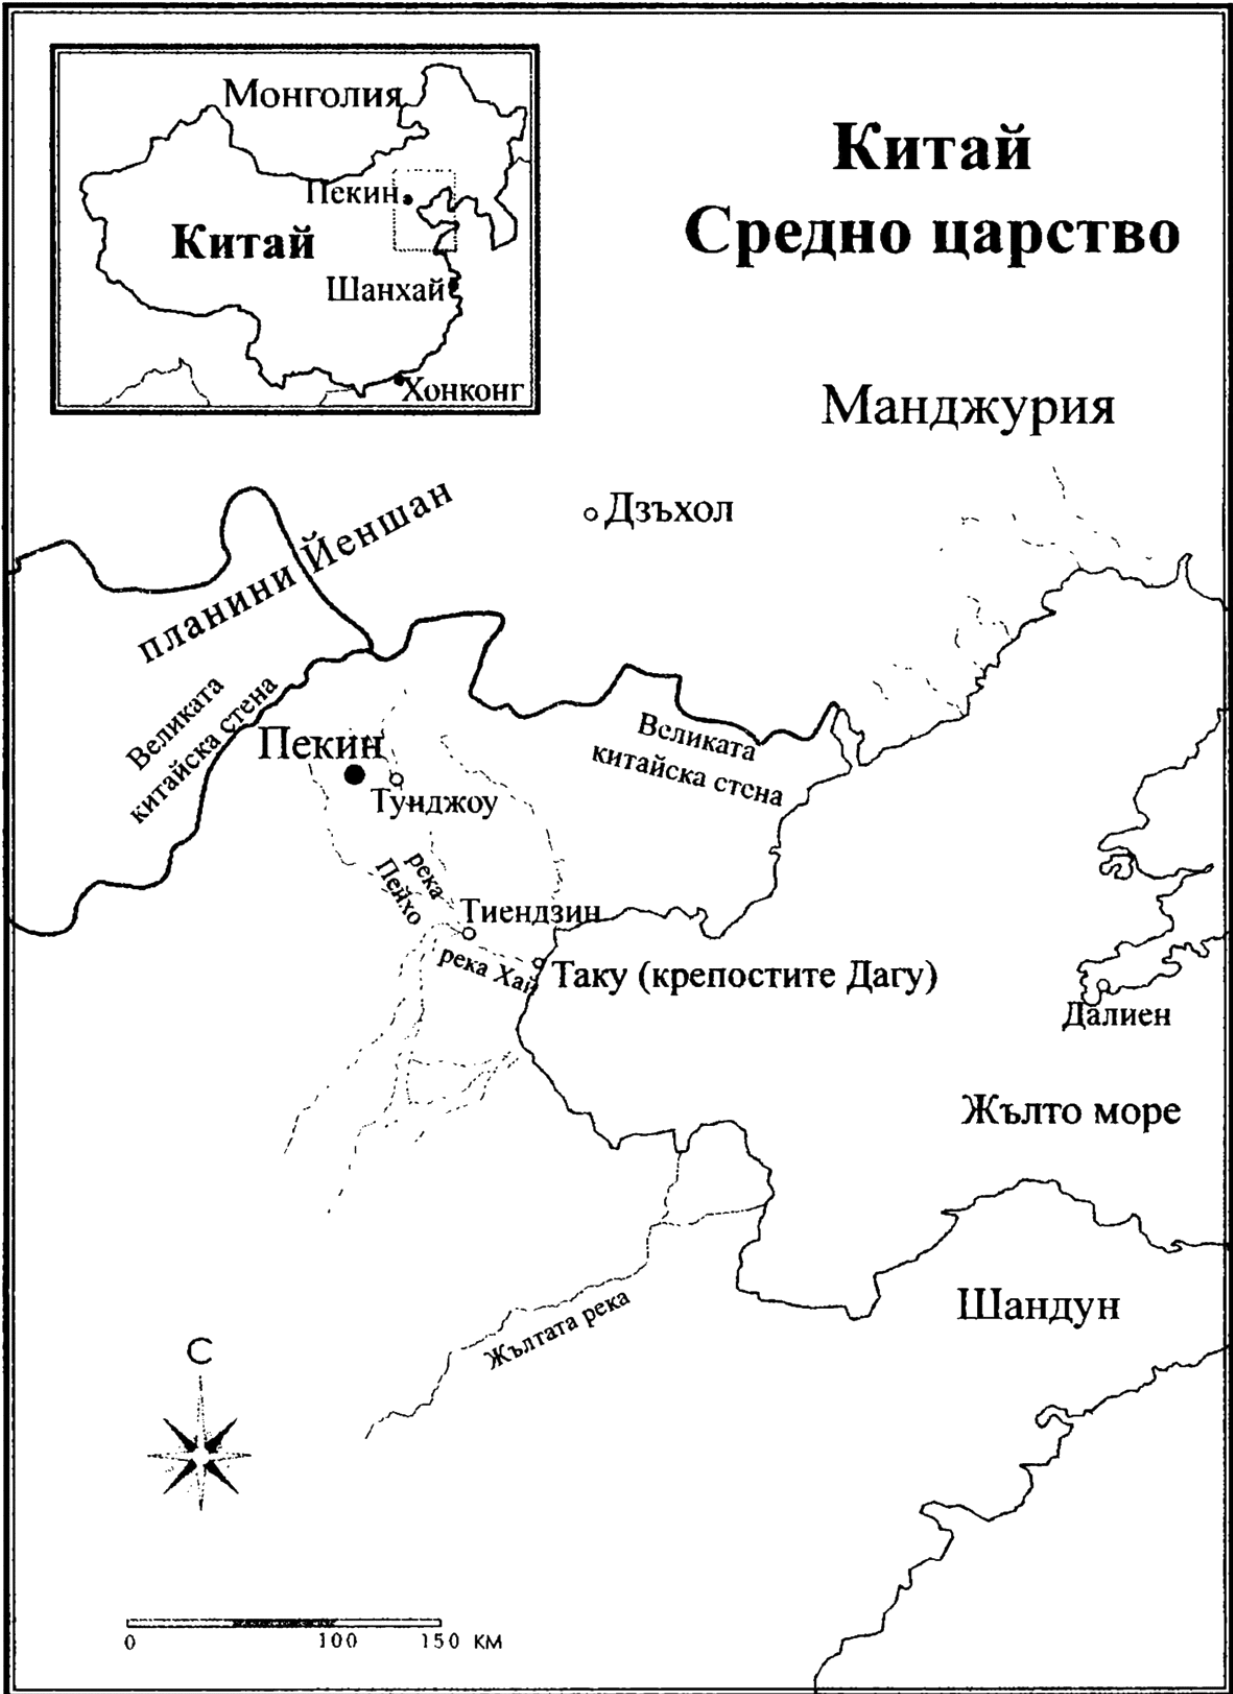 Монголия
Пекин
Китай
Шанхай
Хонконг
Китай
Средно царство
Манджурия
Дзъхол
планини Йеншан
Великата
китайска стена
Великата
китайска стена
Пекин
Тунджоу
река
Пейхо
Тиендзин
река Хай
Таку (крепостите Дагу)
Далиен
Жълто море
Шандун
Жълтата река
С
0 100 150 КМ